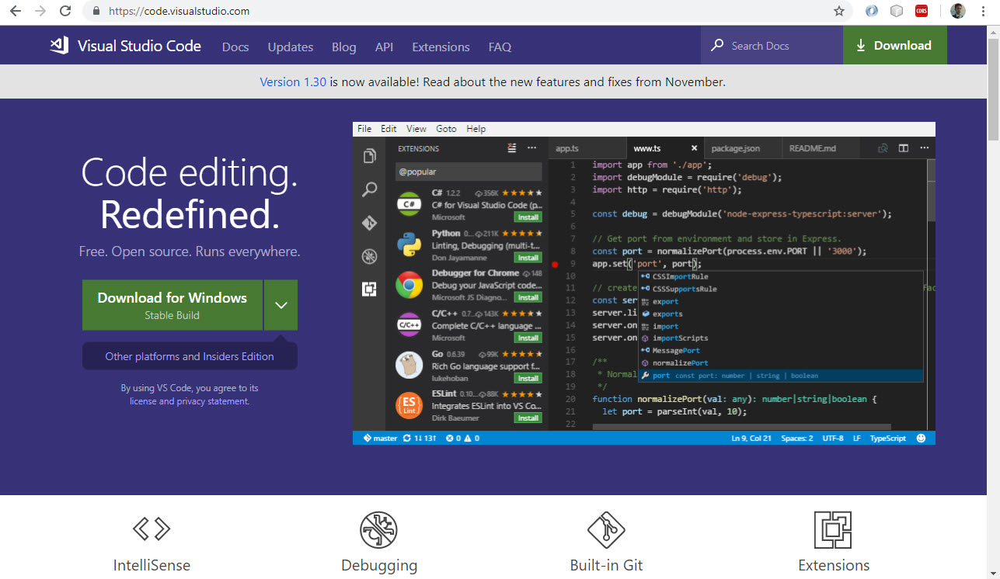 https://code.visualstudio.com
CORS
Visual Studio Code Docs Updates Blog API Extensions FAQ Search Docs Download
Version 1.30 is now available! Read about the new features and fixes from November.
Code editing.
Redefined.
Free. Open source. Runs everywhere.
Download for Windows
Stable Build
Other platforms and Insiders Edition
By using VS Code, you agree to its
license and privacy statement.
File Edit View Goto Help
EXTENSIONS
@popular
C# 1.2.2 356K
C#
C# for Visual Studio Code (p...
Microsoft Install
Python 0... 211K
Linting, Debugging (multi-t...
Don Jayamanne Install
Debugger for Chrome 148
Debug your JavaScript code...
Microsoft JS Diagno... Install
C/C++ 0.7... 143K
C/C++
Complete C/C++ language ...
Microsoft Install
Go 0.6.39 99K
Rich Go language support f...
lukehoban Install
ESLint 0.10... 88K
ES
Lint
Integrates ESLint into VS Co...
Dirk Baeumer Install
app.ts www.ts package.json README.md
1 import app from './app';
2 import debugModule = require('debug');
3 import http = require('http');
4
5 const debug = debugModule('node-express-typescript:server');
6
7 // Get port from environment and store in Express.
8 const port = normalizePort(process.env.PORT || '3000');
9 app.set('port', port);
10
11 // create
12 const ser
13 server.li
14 server.on
15 server.on
16
17 /**
18 * Normal
19 */
20 function normalizePort(val: any): number|string|boolean {
21 let port = parseInt(val, 10);
22
CSSImportRule
CSSSupportsRule
export
exports
import
importScripts
MessagePort
normalizePort
port const port: number | string | boolean
master 1↓ 13↑ 0 0 Ln 9, Col 21 Spaces: 2 UTF-8 LF TypeScript
IntelliSense Debugging Built-in Git Extensions